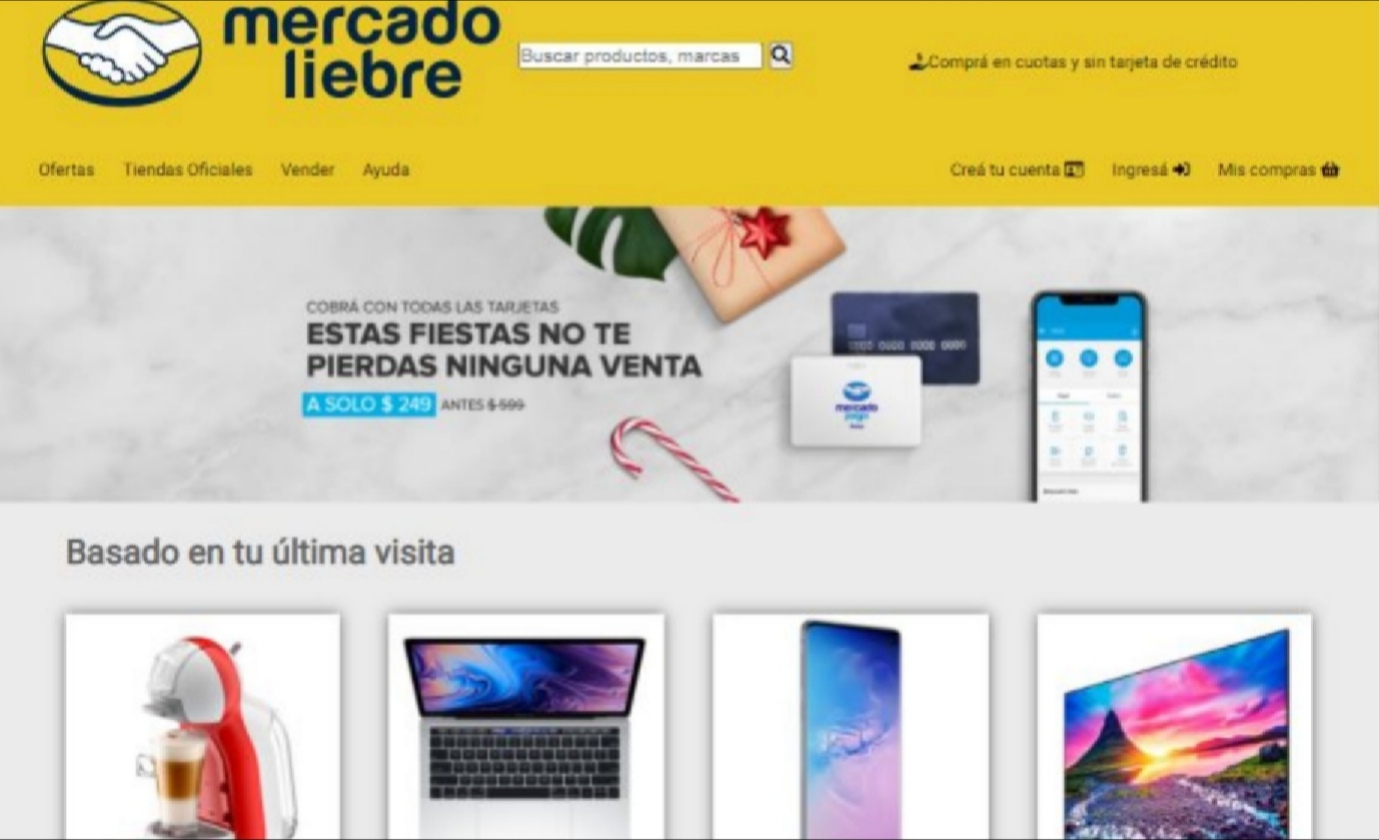 mercado
liebre
Buscar productos, marcas
Comprá en cuotas y sin tarjeta de crédito
Ofertas Tiendas Oficiales Vender Ayuda
Creá tu cuenta Ingresá Mis compras
COBRÁ CON TODAS LAS TARJETAS
ESTAS FIESTAS NO TE
PIERDAS NINGUNA VENTA
A SOLO $ 249 ANTES $ 599
mercado
pago
Basado en tu última visita